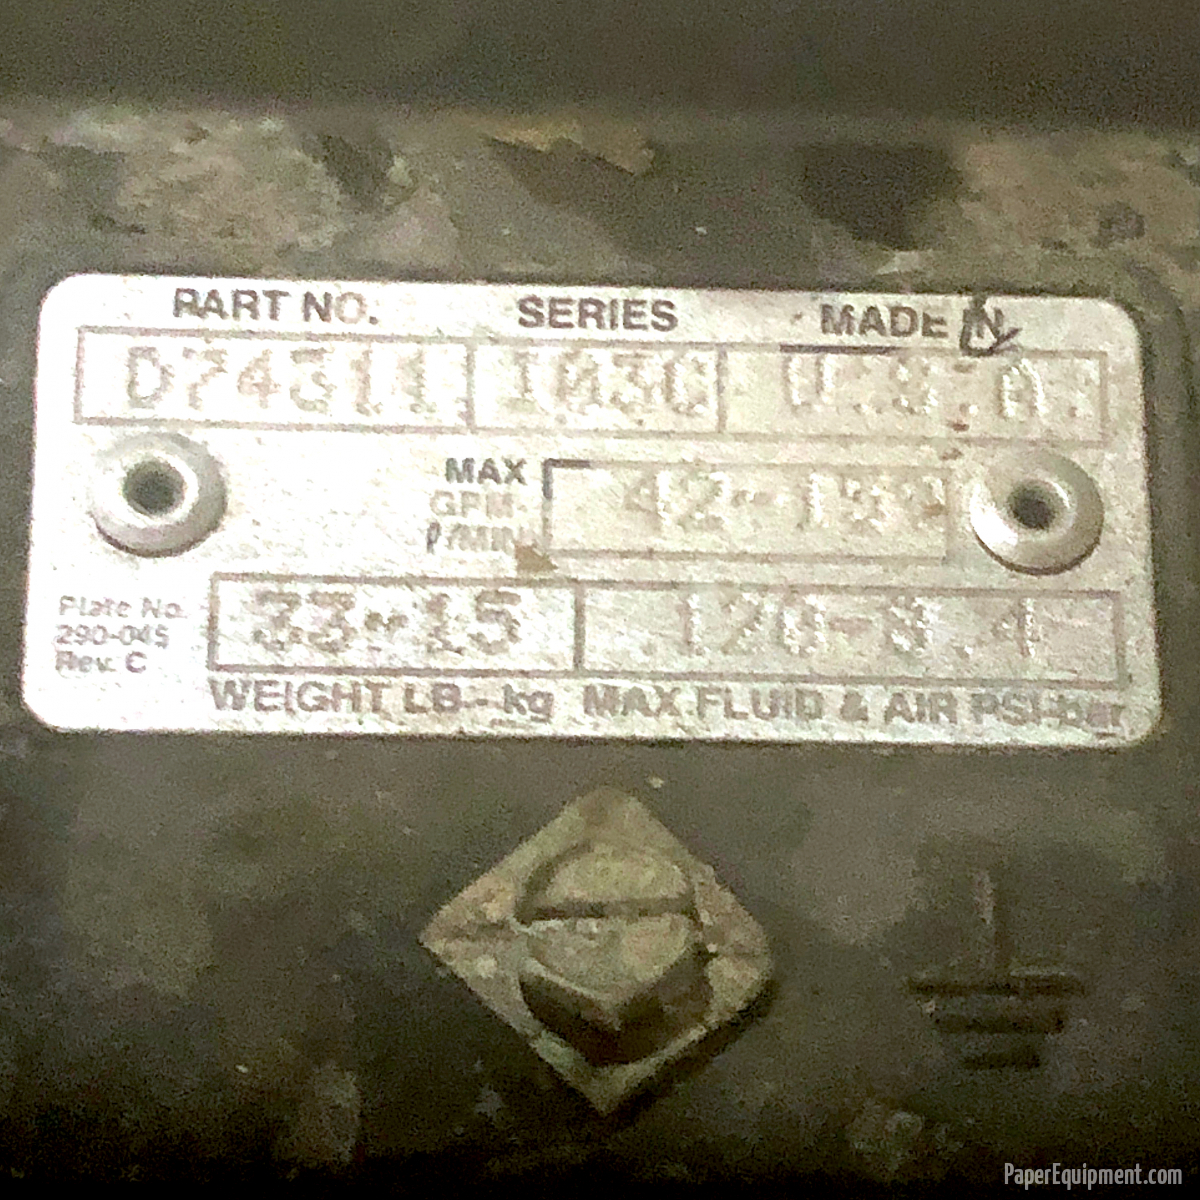 PART NO. SERIES MADE IN
D74311 U.S.A
MAX 42-159
GPM-
ℓ/MIN
Plate No. 33-15 120-8.4
290-045
Rev. C
WEIGHT LB - kg MAX FLUID & AIR PSI-bar
PaperEquipment.com